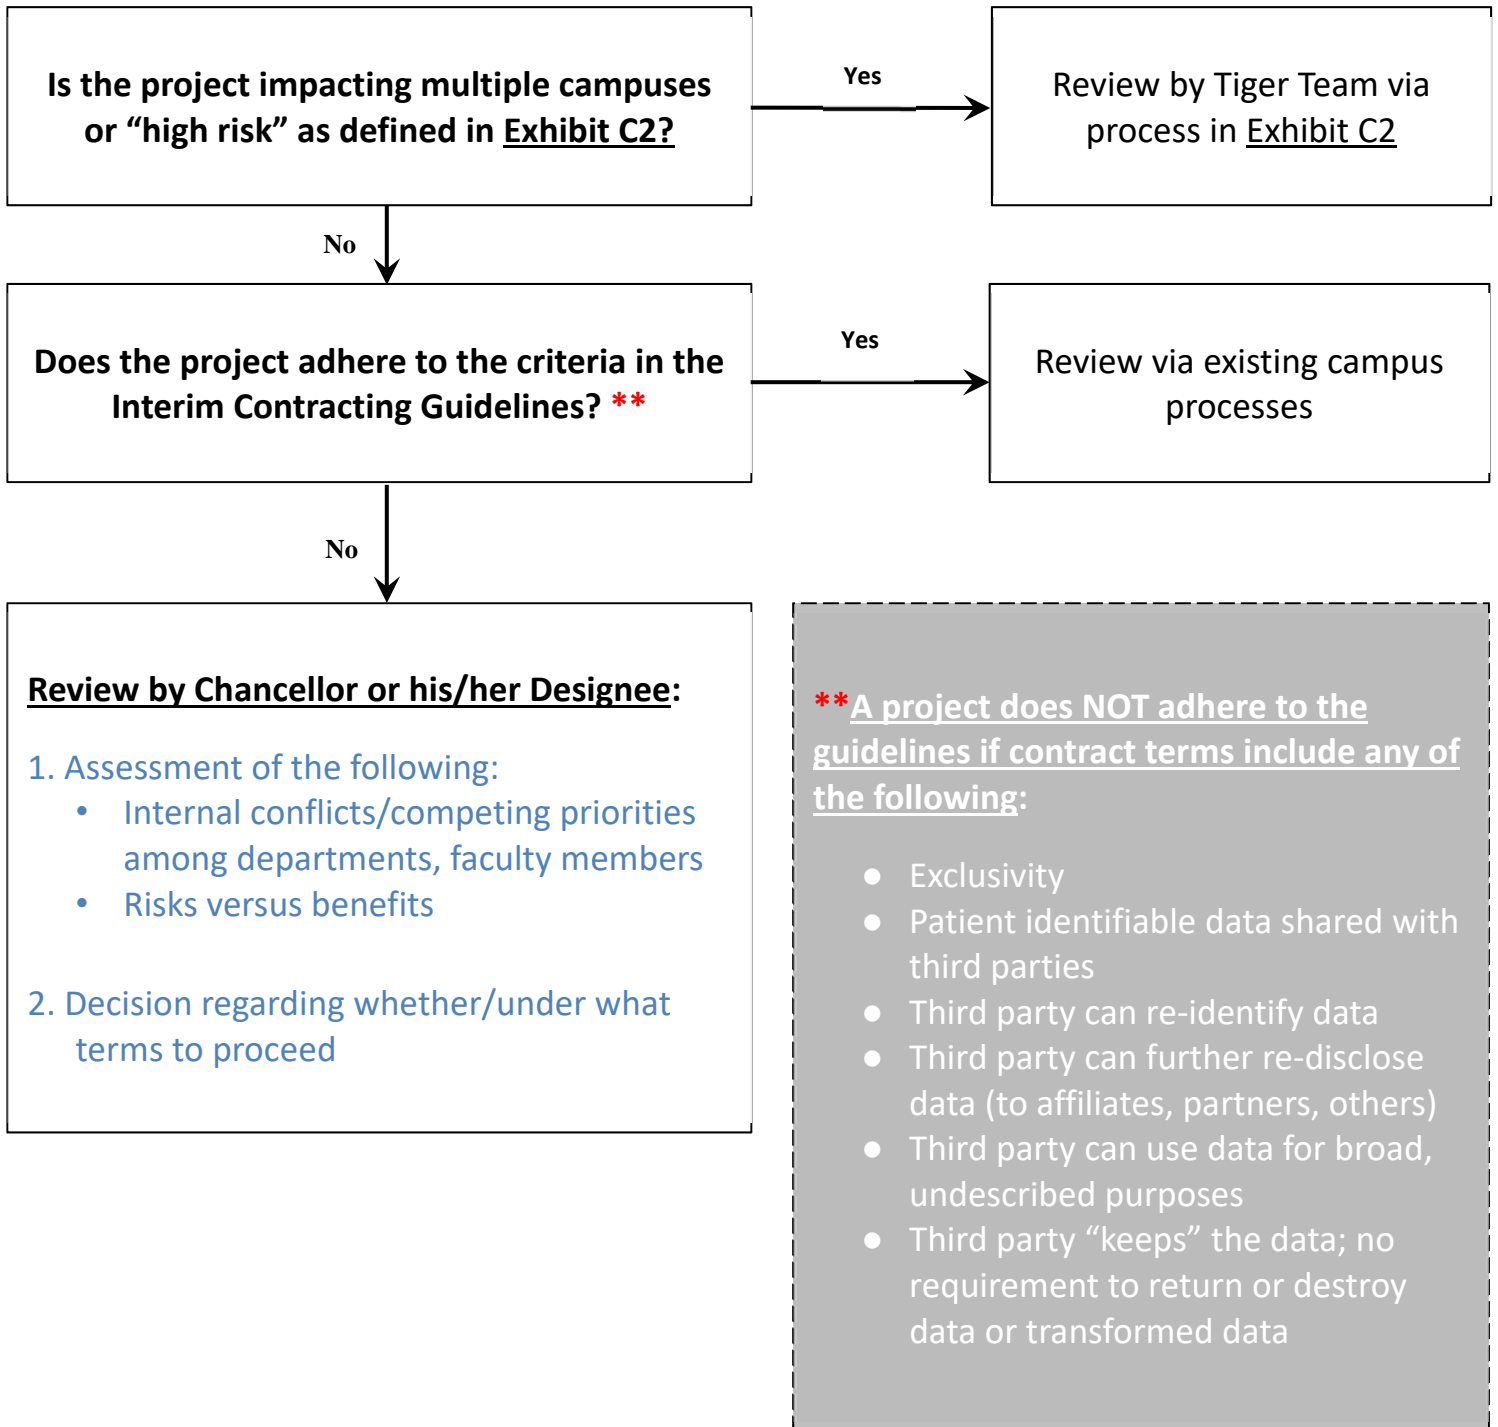 Is the project impacting multiple campuses
or “high risk” as defined in Exhibit C2?
Yes
Review by Tiger Team via
process in Exhibit C2
No
Does the project adhere to the criteria in the
Interim Contracting Guidelines? **
Yes
Review via existing campus
processes
No
Review by Chancellor or his/her Designee:
1. Assessment of the following:
• Internal conflicts/competing priorities
among departments, faculty members
• Risks versus benefits
2. Decision regarding whether/under what
terms to proceed
**A project does NOT adhere to the
guidelines if contract terms include any of
the following:
● Exclusivity
● Patient identifiable data shared with
third parties
● Third party can re-identify data
● Third party can further re-disclose
data (to affiliates, partners, others)
● Third party can use data for broad,
undescribed purposes
● Third party “keeps” the data; no
requirement to return or destroy
data or transformed data